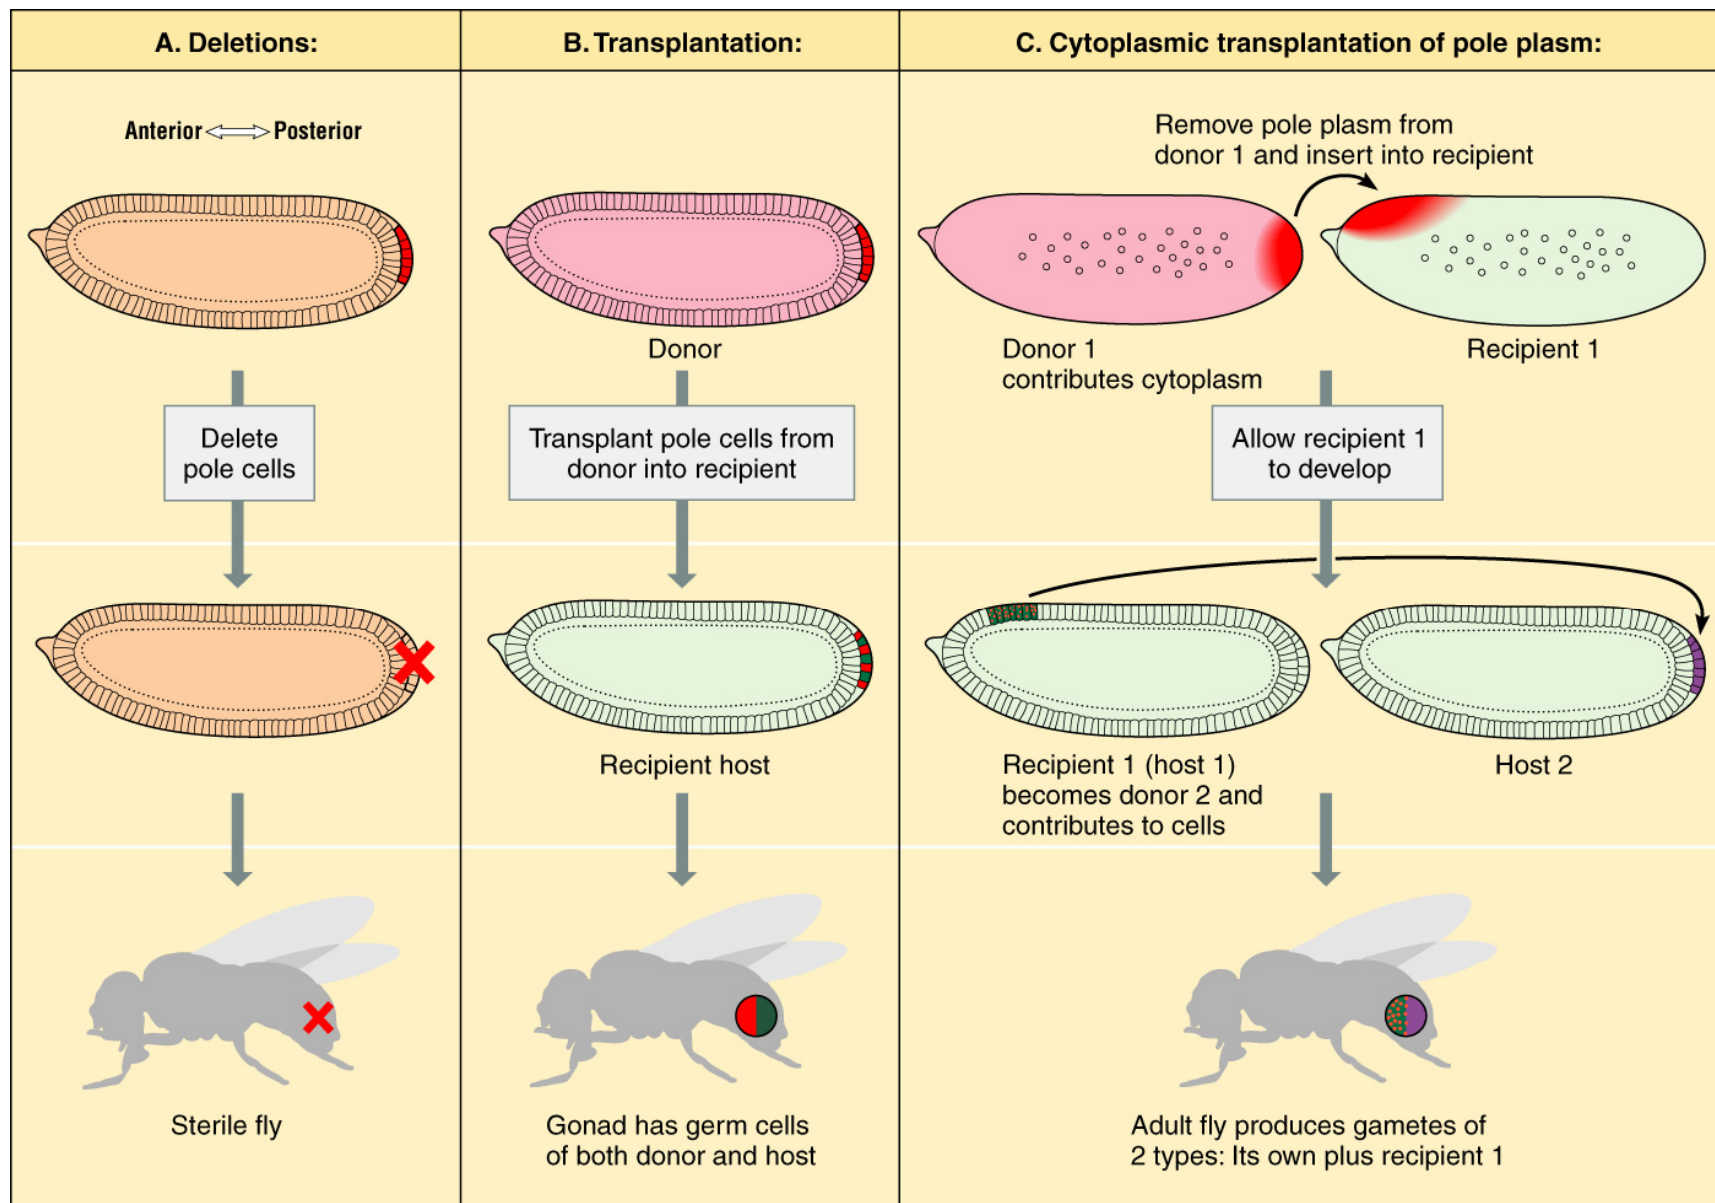 A. Deletions:
Anterior Posterior
Delete
pole cells
Sterile fly
B. Transplantation:
Donor
Transplant pole cells from
donor into recipient
Recipient host
Gonad has germ cells
of both donor and host
C. Cytoplasmic transplantation of pole plasm:
Remove pole plasm from
donor 1 and insert into recipient
Donor 1
contributes cytoplasm
Recipient 1
Allow recipient 1
to develop
Recipient 1 (host 1)
becomes donor 2 and
contributes to cells
Host 2
Adult fly produces gametes of
2 types: Its own plus recipient 1